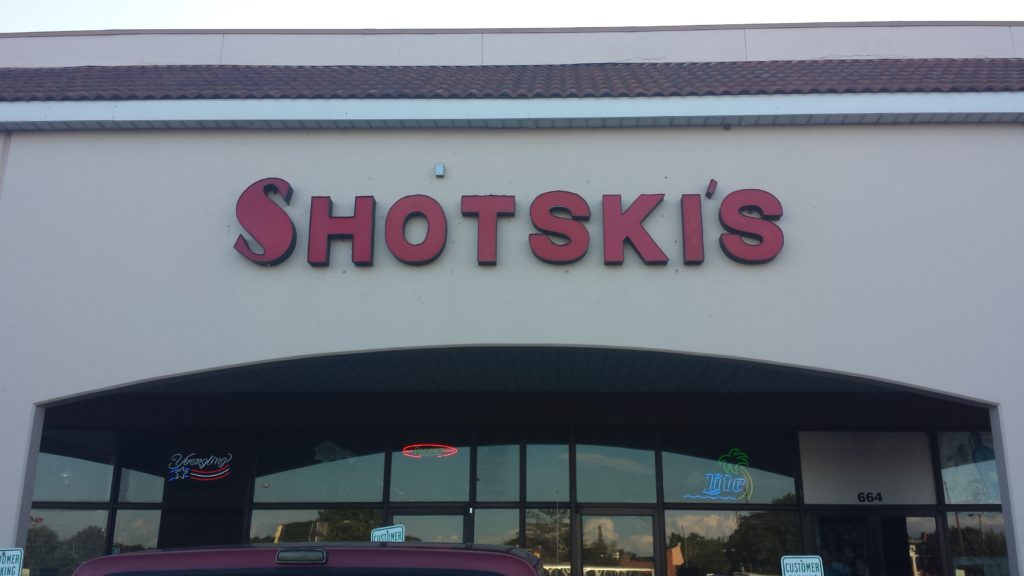 SHOTSKI'S
Yuengling
Lite
664
CUSTOMER
CUSTOMER